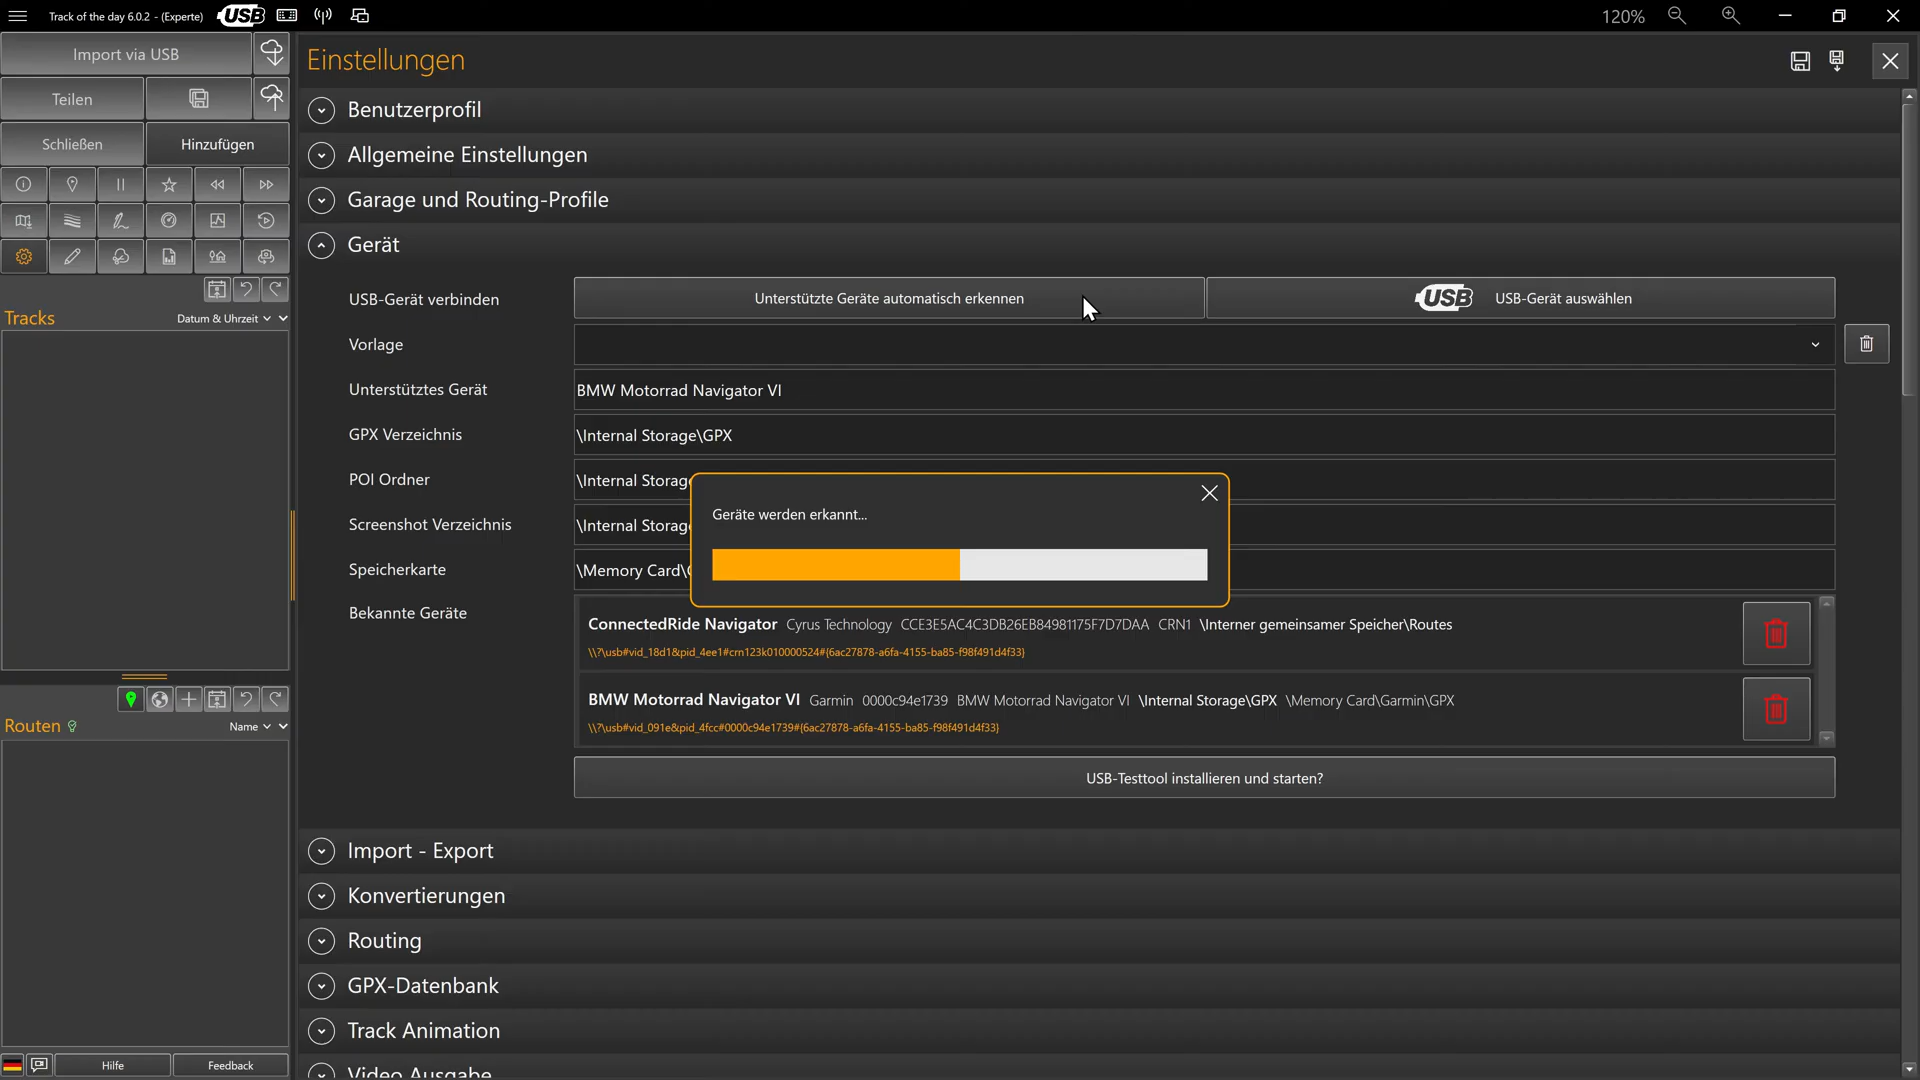 Track of the day 6.0.2 - (Experte)
USB
120%
Import via USB
Teilen
Schließen
Hinzufügen
Tracks
Datum & Uhrzeit
Routen
Name
Hilfe
Feedback
Einstellungen
Benutzerprofil
Allgemeine Einstellungen
Garage und Routing-Profile
Gerät
USB-Gerät verbinden
Unterstützte Geräte automatisch erkennen
USB
USB-Gerät auswählen
Vorlage
Unterstütztes Gerät
BMW Motorrad Navigator VI
GPX Verzeichnis
\Internal Storage\GPX
POI Ordner
\Internal Storage
Screenshot Verzeichnis
\Internal Storage
Speicherkarte
\Memory Card\
Geräte werden erkannt...
Bekannte Geräte
ConnectedRide Navigator Cyrus Technology CCE3E5AC4C3DB26EB84981175F7D7DAA CRN1 \Interner gemeinsamer Speicher\Routes
\\?\usb#vid_18d1&pid_4ee1#crn123k010000524#{6ac27878-a6fa-4155-ba85-f98f491d4f33}
BMW Motorrad Navigator VI Garmin 0000c94e1739 BMW Motorrad Navigator VI \Internal Storage\GPX \Memory Card\Garmin\GPX
\\?\usb#vid_091e&pid_4fcc#0000c94e1739#{6ac27878-a6fa-4155-ba85-f98f491d4f33}
USB-Testtool installieren und starten?
Import - Export
Konvertierungen
Routing
GPX-Datenbank
Track Animation
Video Ausgabe